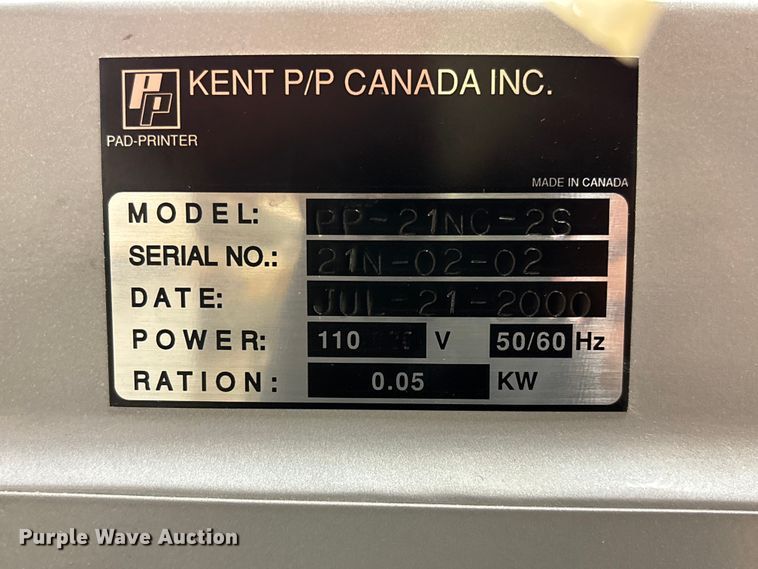 PP
KENT P/P CANADA INC.
PAD-PRINTER
MADE IN CANADA
MODEL: PP-21NC-2S
SERIAL NO.: 21N-02-02
DATE: JUL-21-2000
POWER: 110 V 50/60 Hz
RATION: 0.05 KW
Purple Wave Auction